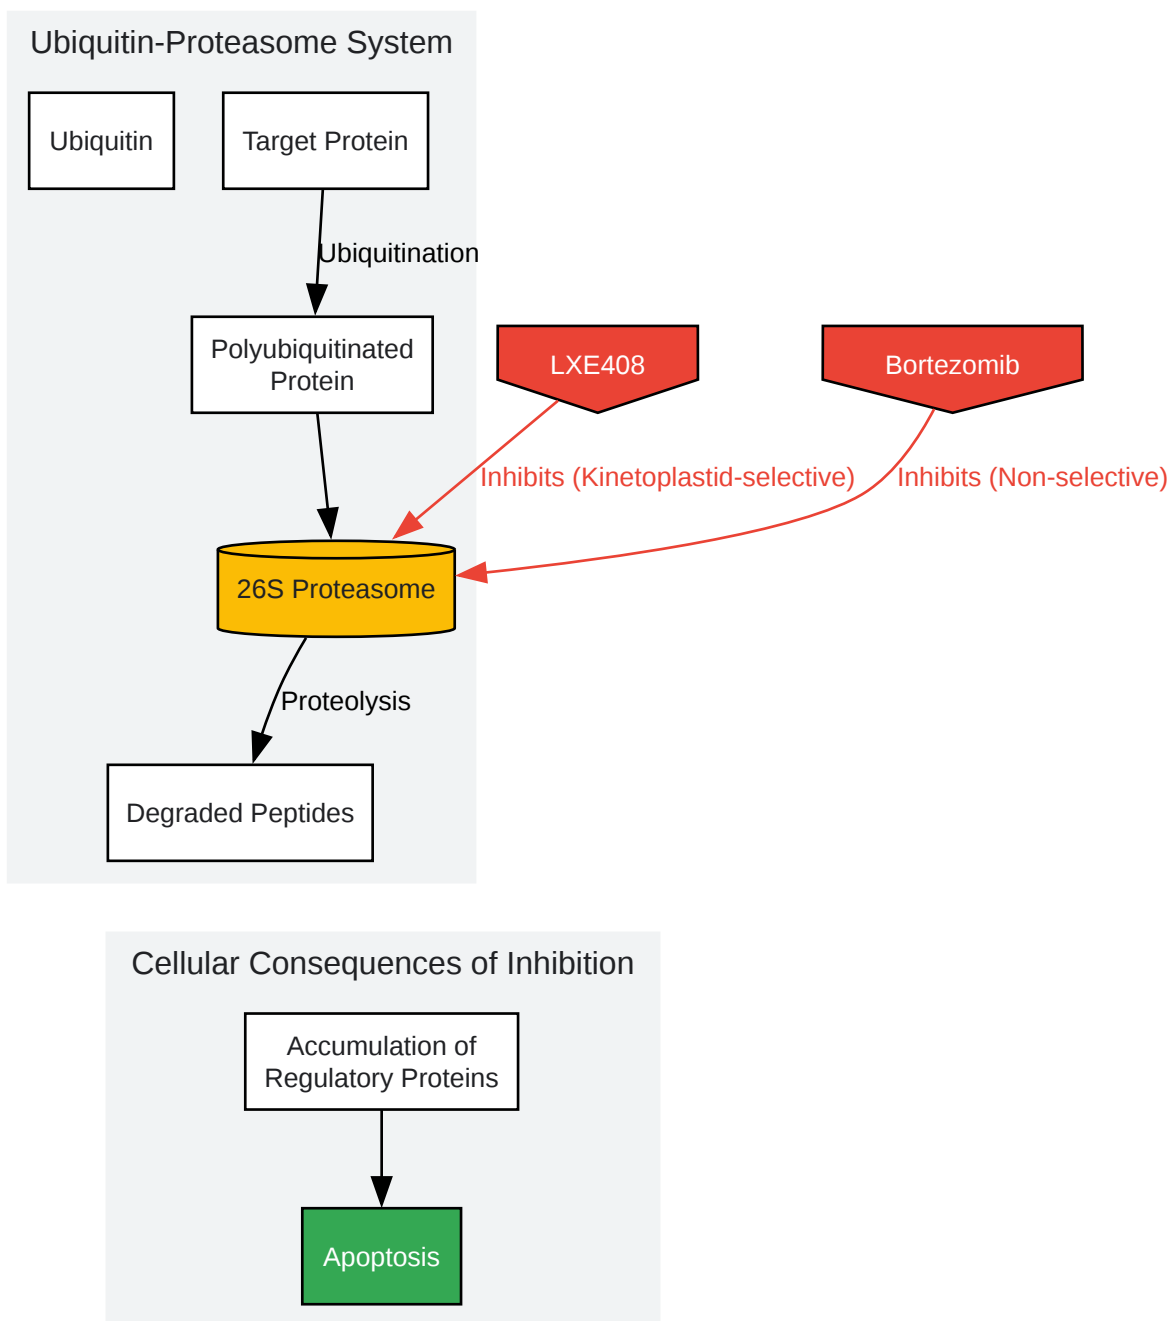 Ubiquitin-Proteasome System
Ubiquitin
Target Protein
Ubiquitination
Polyubiquitinated
Protein
LXE408
Bortezomib
Inhibits (Kinetoplastid-selective)
Inhibits (Non-selective)
26S Proteasome
Proteolysis
Degraded Peptides
Cellular Consequences of Inhibition
Accumulation of
Regulatory Proteins
Apoptosis